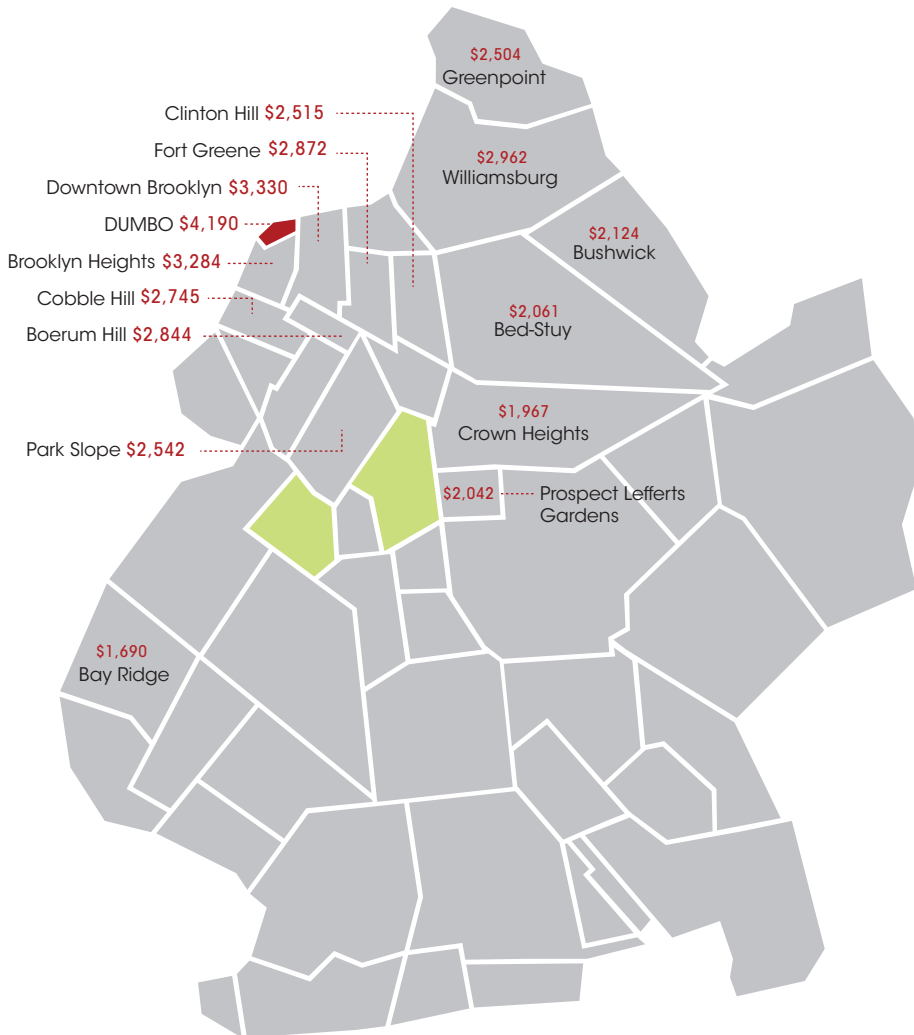 $2,504
Greenpoint
Clinton Hill $2,515
Fort Greene $2,872
$2,962
Williamsburg
Downtown Brooklyn $3,330
DUMBO $4,190
$2,124
Bushwick
Brooklyn Heights $3,284
Cobble Hill $2,745
$2,061
Bed-Stuy
Boerum Hill $2,844
$1,967
Crown Heights
Park Slope $2,542
$2,042
Prospect Lefferts
Gardens
$1,690
Bay Ridge